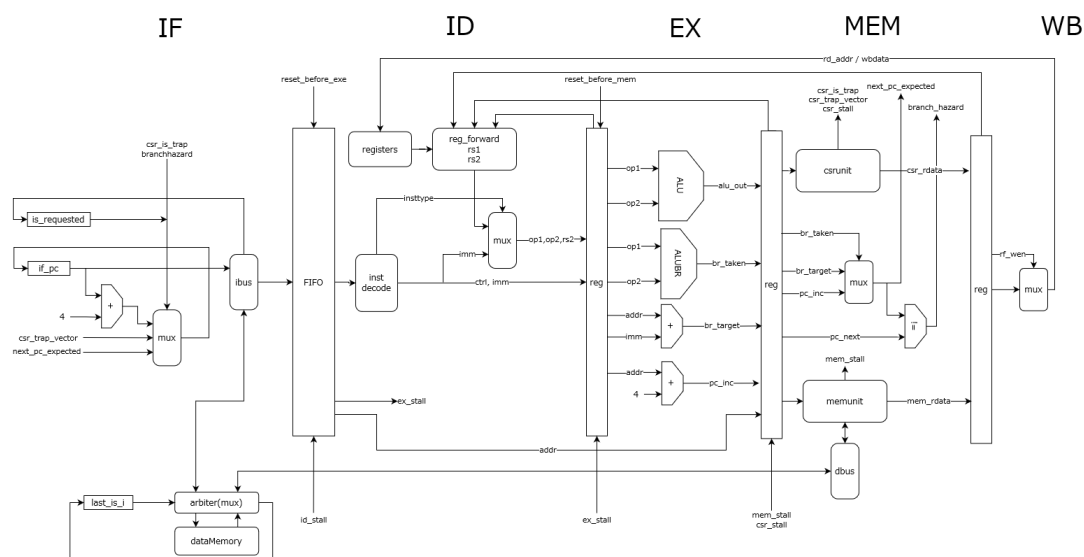 IF
ID
EX
MEM
WB
rd_addr / wbdata
reset_before_exe
reset_before_mem
csr_is_trap
csr_trap_vector
csr_stall
next_pc_expected
branch_hazard
registers
reg_forward
rs1
rs2
csr_is_trap
branchhazard
op1
ALU
alu_out
op2
csrunit
csr_rdata
is_requested
insttype
mux
op1,op2,rs2
op1
ALUBR
br_taken
op2
br_taken
rf_wen
if_pc
ibus
FIFO
inst
decode
imm
ctrl, imm
reg
reg
br_target
pc_inc
mux
reg
mux
+
4
mux
csr_trap_vector
next_pc_expected
addr
+
br_target
imm
pc_next
!=
addr
+
pc_inc
4
mem_stall
memunit
mem_rdata
ex_stall
addr
dbus
last_is_i
arbiter(mux)
dataMemory
id_stall
ex_stall
mem_stall
csr_stall